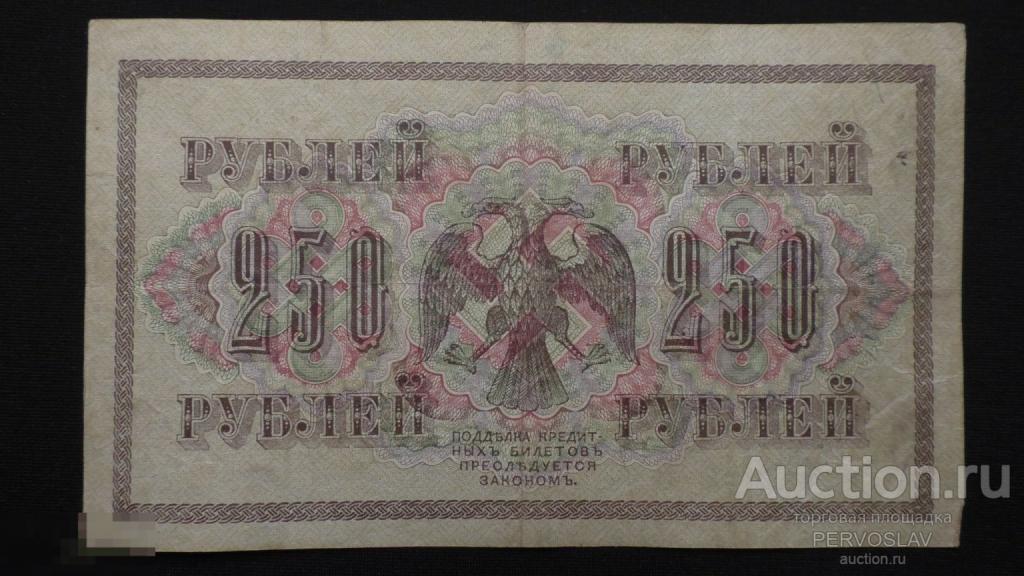 РУБЛЕЙ РУБЛЕЙ
250 250
РУБЛЕЙ РУБЛЕЙ
ПОДДѢЛКА КРЕДИТ-
НЫХЪ БИЛЕТОВЪ
ПРЕСЛѢДУЕТСЯ
ЗАКОНОМЪ.
Auction.ru
торговая площадка
PERVOSLAV
auction.ru